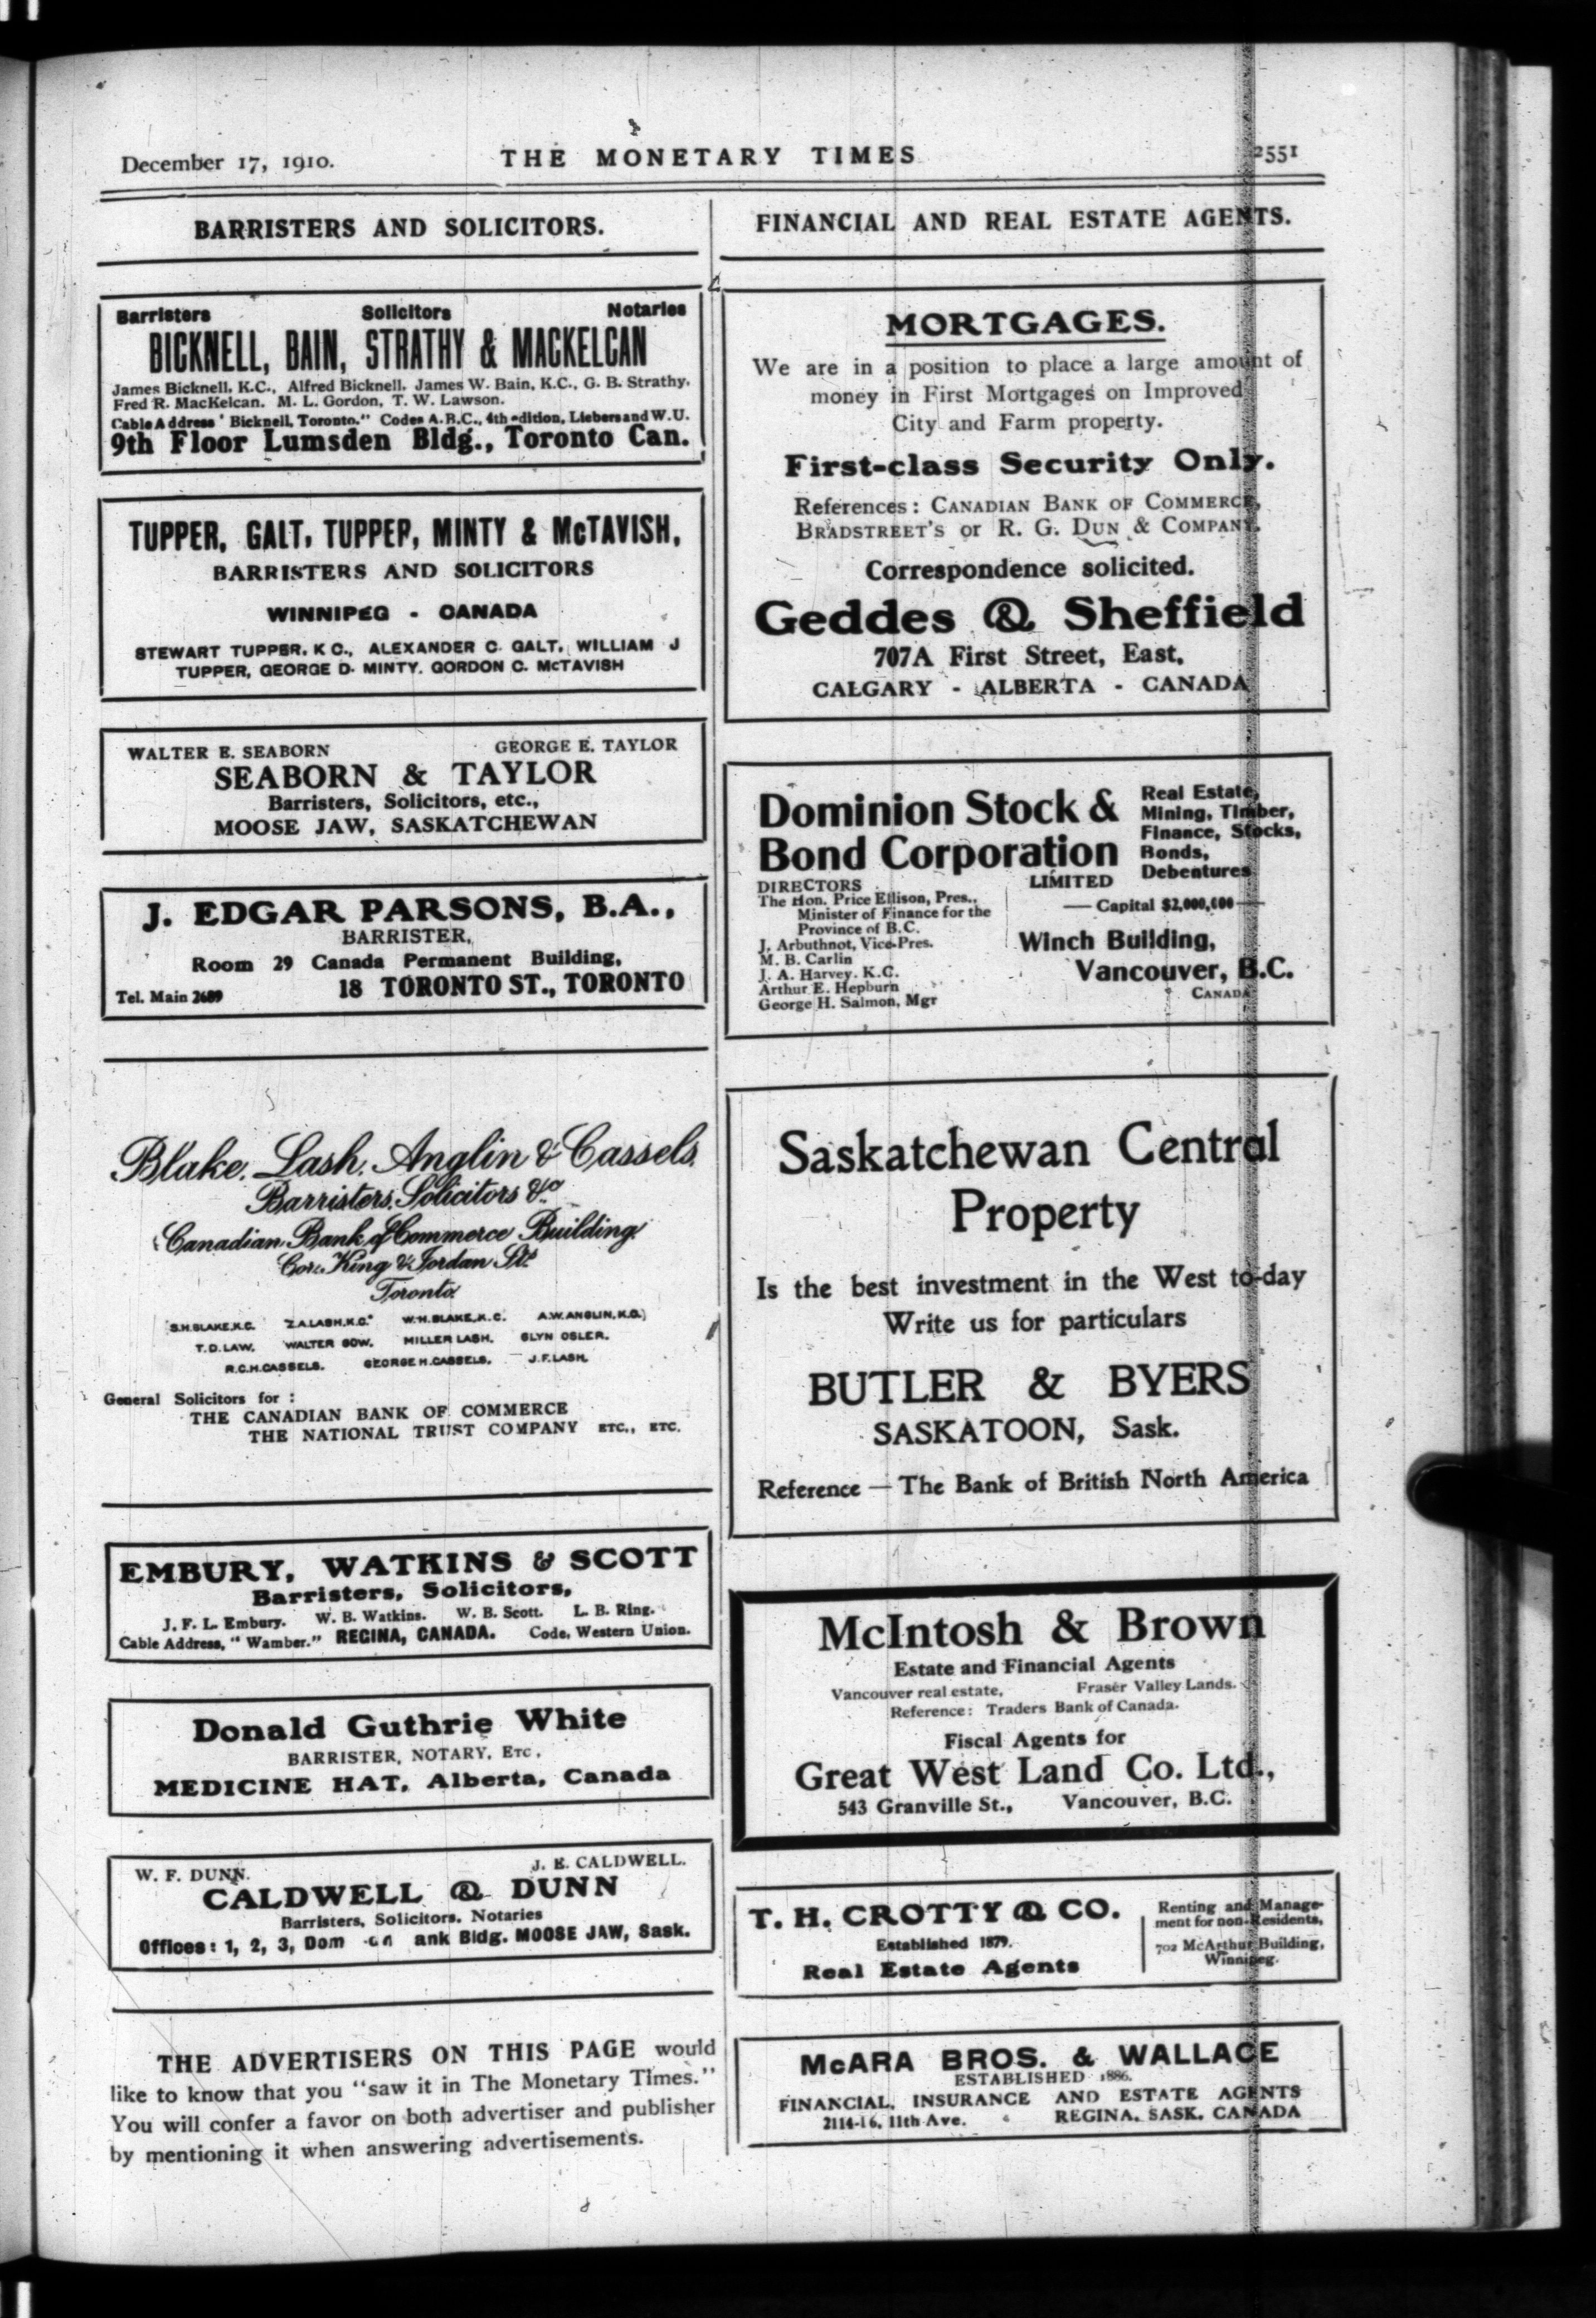 December 17, 1910.
THE MONETARY TIMES
2551
BARRISTERS AND SOLICITORS.
Barristers Solicitors Notaries
BICKNELL, BAIN, STRATHY & MACKELCAN
James Bicknell, K.C., Alfred Bicknell, James W. Bain, K.C., G. B. Strathy,
Fred R. MacKelcan. M. L. Gordon, T. W. Lawson.
Cable Address ' Bicknell, Toronto." Codes A.B.C., 4th edition, Liebers and W.U.
9th Floor Lumsden Bldg., Toronto Can.
TUPPER, GALT, TUPPER, MINTY & McTAVISH,
BARRISTERS AND SOLICITORS
WINNIPEG - CANADA
STEWART TUPPER, K C., ALEXANDER C. GALT, WILLIAM J
TUPPER, GEORGE D. MINTY. GORDON C. McTAVISH
WALTER E. SEABORN GEORGE E. TAYLOR
SEABORN & TAYLOR
Barristers, Solicitors, etc.,
MOOSE JAW, SASKATCHEWAN
J. EDGAR PARSONS, B.A.,
BARRISTER,
Room 29 Canada Permanent Building,
Tel. Main 2689 18 TORONTO ST., TORONTO
Blake, Lash, Anglin & Cassels,
Barristers, Solicitors &c
Canadian Bank of Commerce Building,
Cor. King & Jordan Sts.
Toronto
S.H. BLAKE, K.C. Z.A. LASH, K.C. W.H. BLAKE, K.C. A.W. ANGLIN, K.C.
T.D. LAW. WALTER GOW. MILLER LASH. GLYN OSLER.
R.C.H. CASSELS. GEORGE H. CASSELS. J.F. LASH.
General Solicitors for :
THE CANADIAN BANK OF COMMERCE
THE NATIONAL TRUST COMPANY ETC., ETC.
EMBURY, WATKINS & SCOTT
Barristers, Solicitors,
J. F. L. Embury. W. B. Watkins. W. B. Scott. L. B. Ring.
Cable Address, "Wamber." REGINA, CANADA. Code, Western Union.
Donald Guthrie White
BARRISTER, NOTARY, ETC.
MEDICINE HAT, Alberta, Canada
W. F. DUNN. J. E. CALDWELL.
CALDWELL & DUNN
Barristers, Solicitors, Notaries
Offices: 1, 2, 3, Dom on ank Bldg. MOOSE JAW, Sask.
THE ADVERTISERS ON THIS PAGE would
like to know that you "saw it in The Monetary Times."
You will confer a favor on both advertiser and publisher
by mentioning it when answering advertisements.
FINANCIAL AND REAL ESTATE AGENTS.
MORTGAGES.
We are in a position to place a large amount of
money in First Mortgages on Improved
City and Farm property.
First-class Security Only.
References: CANADIAN BANK OF COMMERCE,
BRADSTREET'S or R. G. DUN & COMPANY.
Correspondence solicited.
Geddes & Sheffield
707A First Street, East,
CALGARY - ALBERTA - CANADA
Dominion Stock &
Bond Corporation
LIMITED
Real Estate,
Mining, Timber,
Finance, Stocks,
Bonds,
Debentures
DIRECTORS
The Hon. Price Ellison, Pres.,
Minister of Finance for the
Province of B.C.
J. Arbuthnot, Vice-Pres.
M. B. Carlin
J. A. Harvey. K.C.
Arthur E. Hepburn
George H. Salmon, Mgr
— Capital $2,000,000 —
Winch Building,
Vancouver, B.C.
CANADA
Saskatchewan Central
Property
Is the best investment in the West to-day
Write us for particulars
BUTLER & BYERS
SASKATOON, Sask.
Reference — The Bank of British North America
McIntosh & Brown
Estate and Financial Agents
Vancouver real estate, Fraser Valley Lands.
Reference: Traders Bank of Canada.
Fiscal Agents for
Great West Land Co. Ltd.,
543 Granville St., Vancouver, B.C.
T. H. CROTTY & CO.
Established 1879.
Real Estate Agents
Renting and Manage-
ment for non-Residents,
702 McArthur Building,
Winnipeg.
McARA BROS. & WALLACE
ESTABLISHED 1886.
FINANCIAL, INSURANCE AND ESTATE AGENTS
2114-16, 11th Ave. REGINA, SASK. CANADA